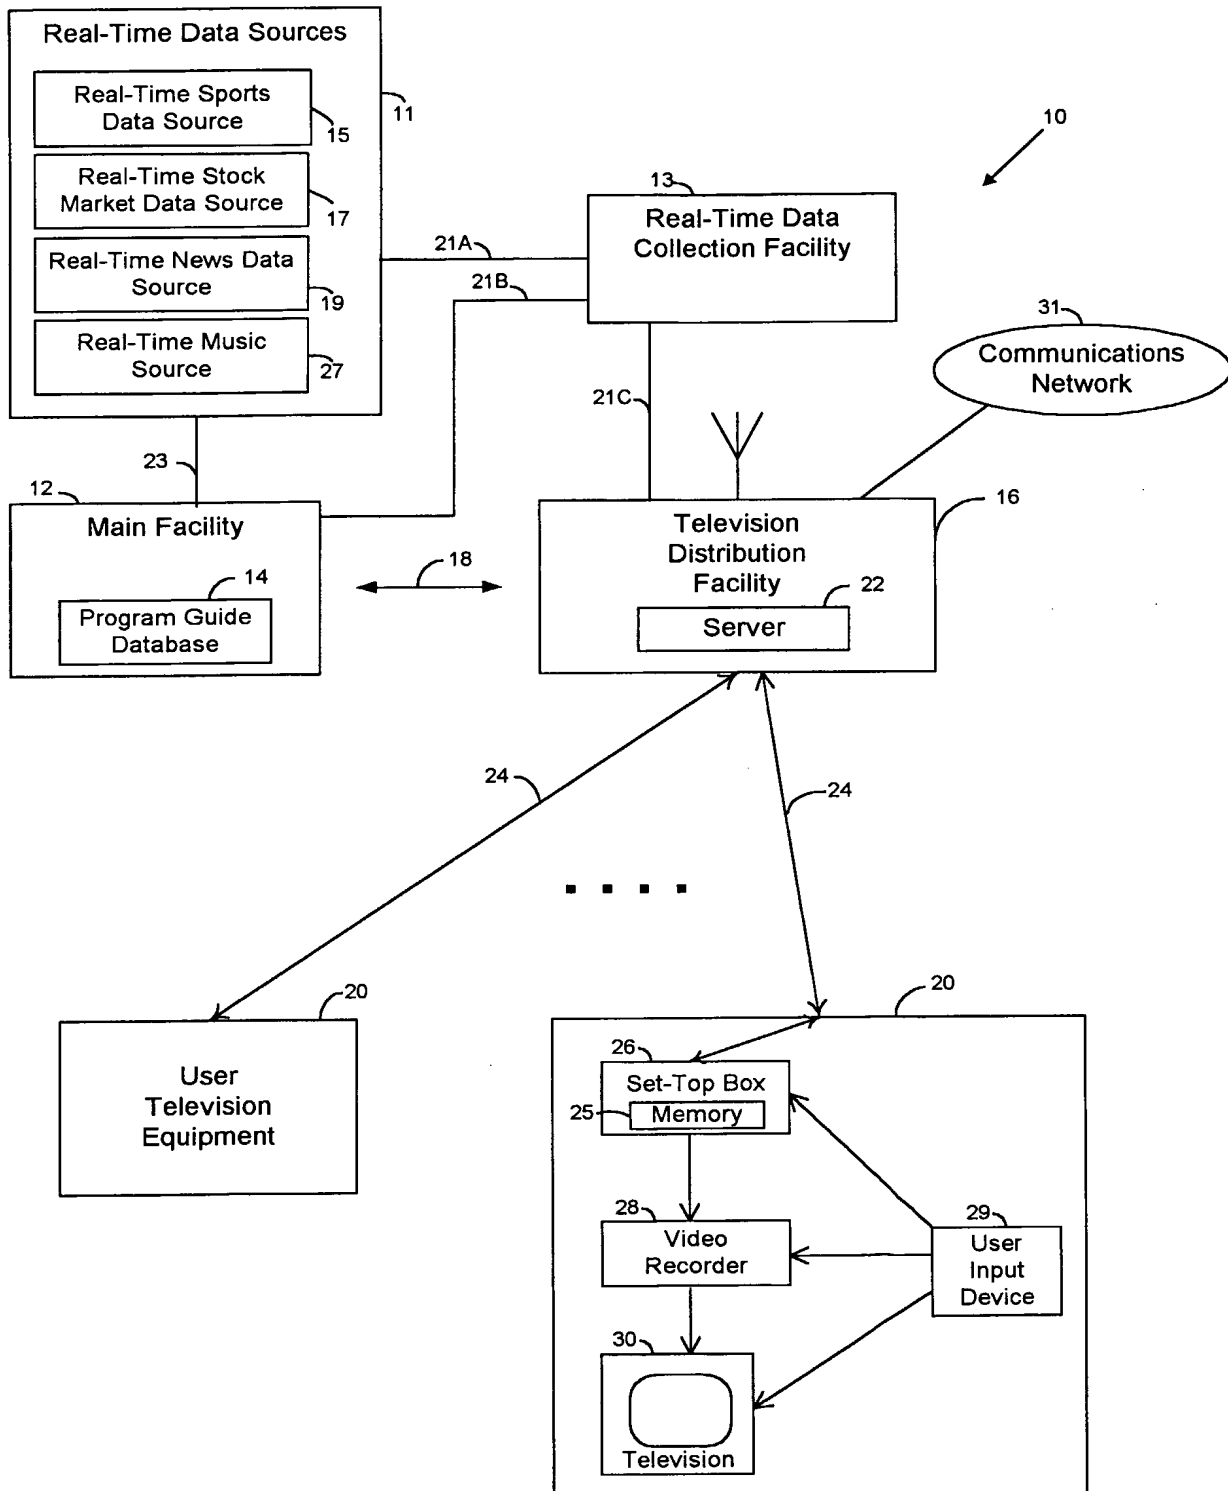 Real-Time Data Sources
Real-Time Sports
Data Source
15
11
Real-Time Stock
Market Data Source
17
Real-Time News Data
Source
19
Real-Time Music
Source
27
10
13
Real-Time Data
Collection Facility
21A
21B
21C
31
Communications
Network
23
12
Main Facility
14
Program Guide
Database
18
16
Television
Distribution
Facility
22
Server
24
24
20
User
Television
Equipment
20
26
Set-Top Box
25
Memory
28
Video
Recorder
29
User
Input
Device
30
Television